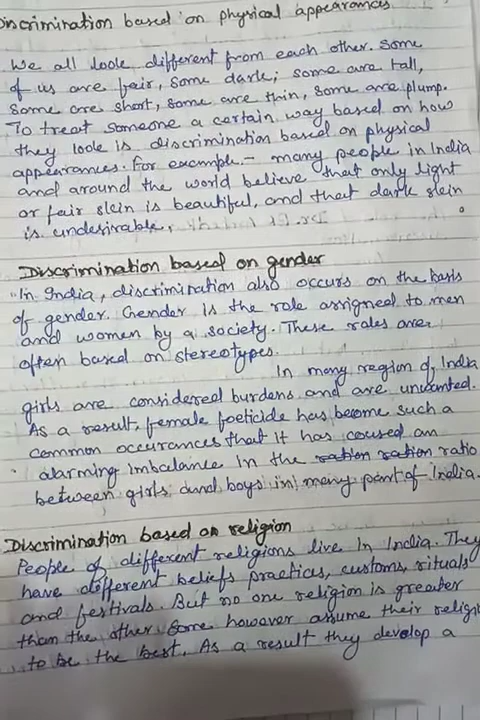 Discrimination based on physical appearances
We all look different from each other. Some
of us are fair, some dark; some are tall,
some are short, some are thin, some are plump.
To treat someone a certain way based on how
they look is discrimination based on physical
appearances. For example:- many people in India
and around the world believe that only light
or fair skin is beautiful, and that dark skin
is undesirable.
Discrimination based on gender
In India, discrimination also occurs on the basis
of gender. Gender is the role assigned to men
and women by a society. These roles are
often based on stereotypes.
In many region of India
girls are considered burdens and are unwanted.
As a result, female foeticide has become such a
common occurances that it has caused an
alarming imbalance in the ration ration ratio
between girls and boys in many part of India.
Discrimination based on religion
People of different religions live in India. They
have different beliefs practices, customs, rituals
and festivals. But no one religion is greater
than the other some however assume their religi
to be the best. As a result they develop a